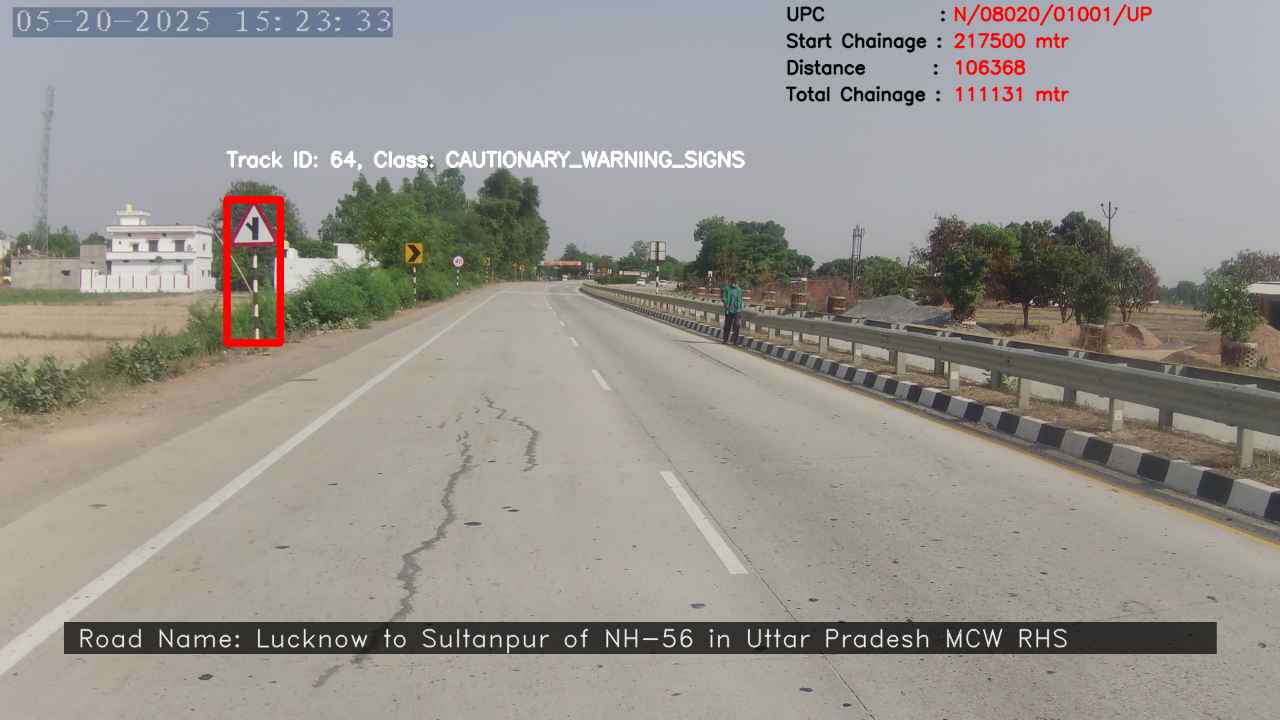 05-20-2025 15:23:33
UPC : N/08020/01001/UP
Start Chainage : 217500 mtr
Distance : 106368
Total Chainage : 111131 mtr
Track ID: 64, Class: CAUTIONARY_WARNING_SIGNS
Road Name: Lucknow to Sultanpur of NH-56 in Uttar Pradesh MCW RHS